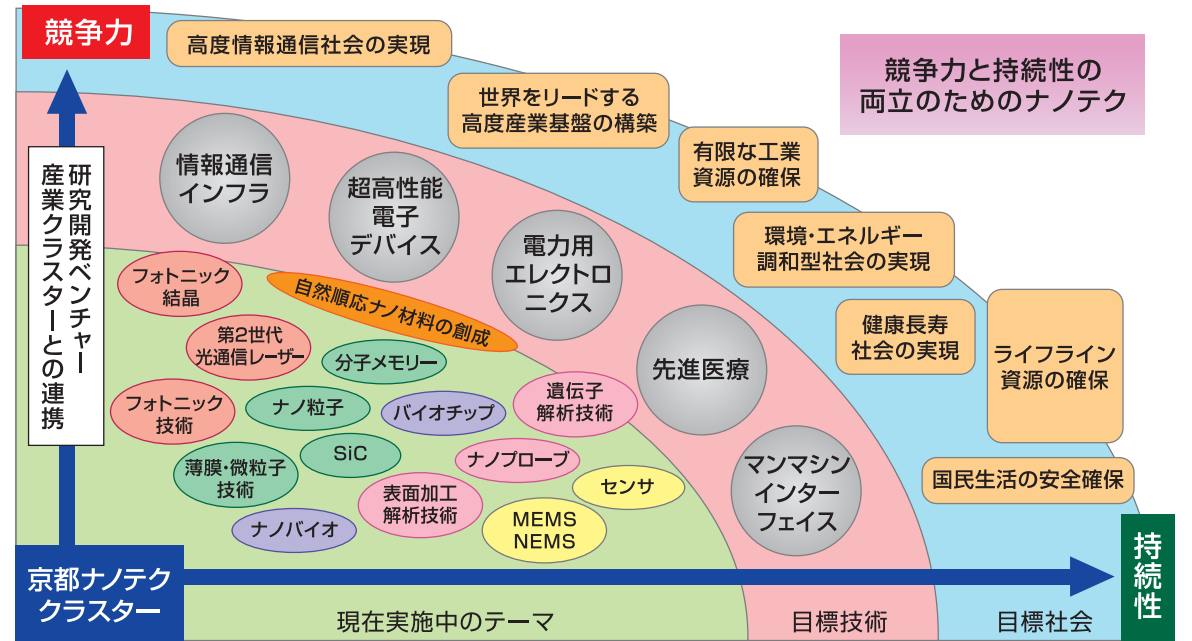 競争力
高度情報通信社会の実現
競争力と持続性の
両立のためのナノテク
世界をリードする
高度産業基盤の構築
有限な工業
資源の確保
環境・エネルギー
調和型社会の実現
健康長寿
社会の実現
ライフライン
資源の確保
国民生活の安全確保
研究開発ベンチャー
産業クラスターとの連携
情報通信
インフラ
超高性能
電子
デバイス
電力用
エレクトロ
ニクス
先進医療
マンマシン
インター
フェイス
自然順応ナノ材料の創成
フォトニック
結晶
第2世代
光通信レーザー
分子メモリー
フォトニック
技術
ナノ粒子
バイオチップ
遺伝子
解析技術
SiC
ナノプローブ
薄膜・微粒子
技術
表面加工
解析技術
センサ
ナノバイオ
MEMS
NEMS
京都ナノテク
クラスター
持続性
現在実施中のテーマ
目標技術
目標社会